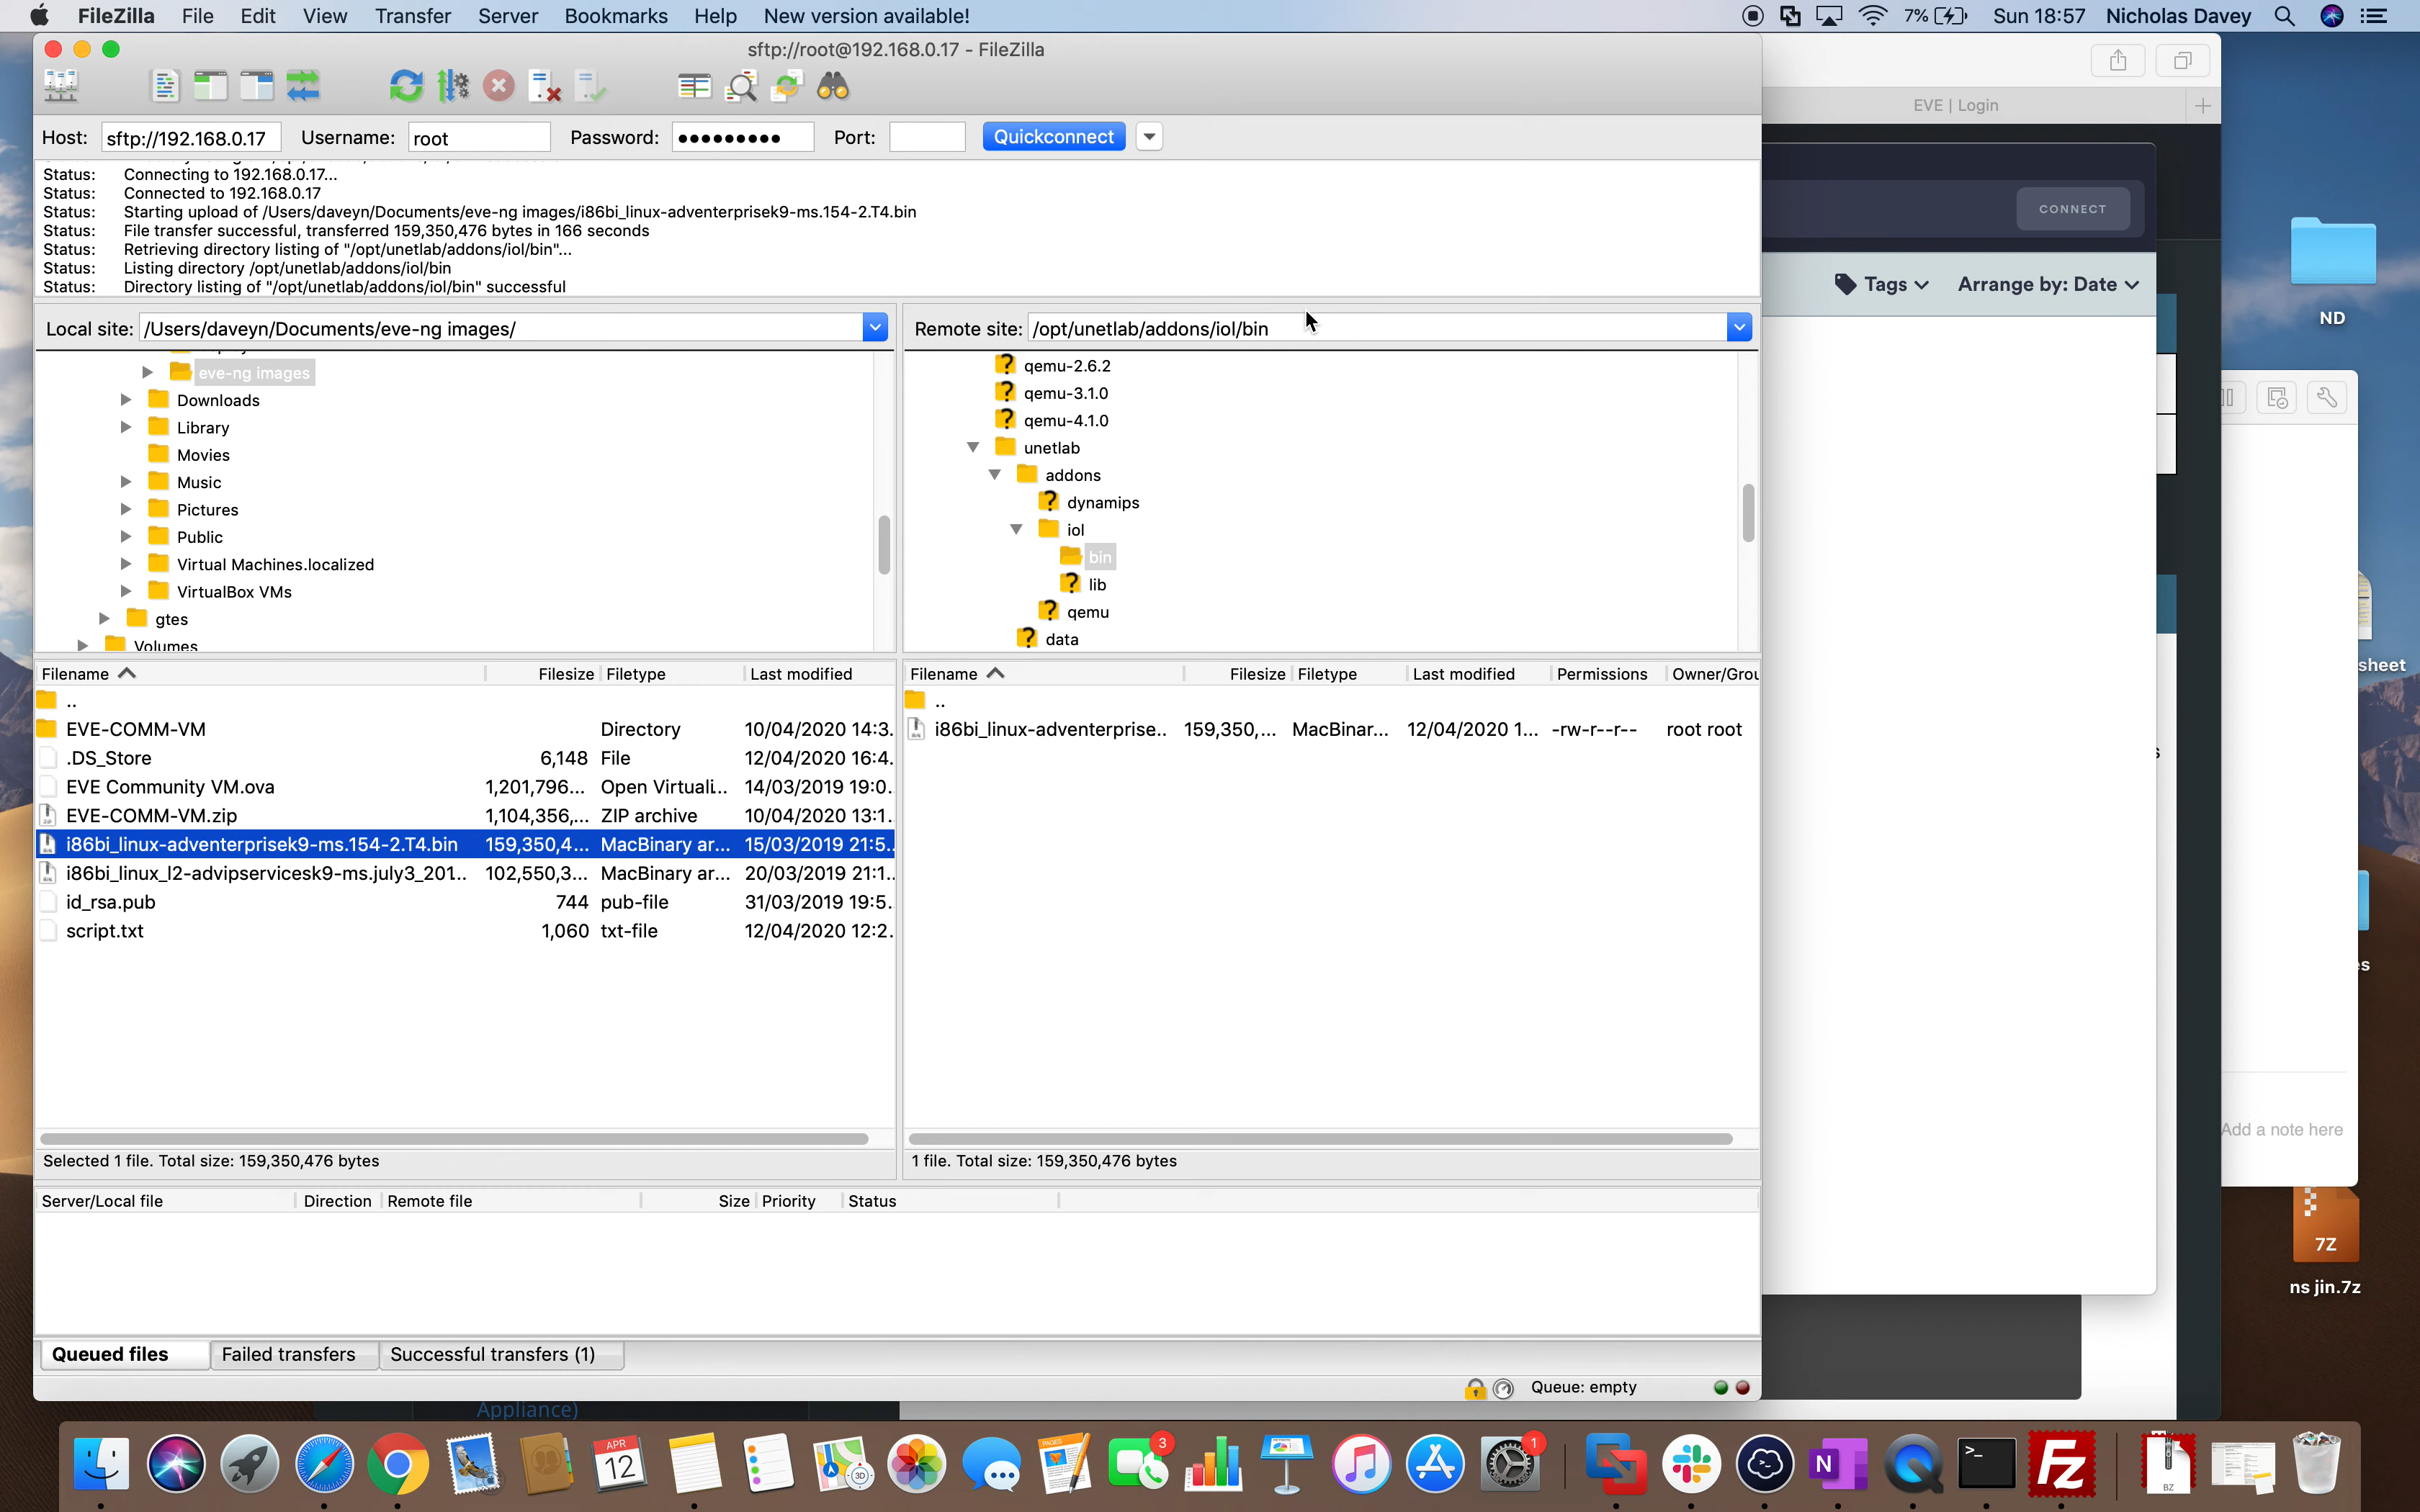 FileZilla File Edit View Transfer Server Bookmarks Help New version available! 7% Sun 18:57 Nicholas Davey
sftp://root@192.168.0.17 - FileZilla
EVE | Login
Host: sftp://192.168.0.17 Username: root Password: ●●●●●●●●● Port: Quickconnect
Status: Connecting to 192.168.0.17...
Status: Connected to 192.168.0.17
Status: Starting upload of /Users/daveyn/Documents/eve-ng images/i86bi_linux-adventerprisek9-ms.154-2.T4.bin
Status: File transfer successful, transferred 159,350,476 bytes in 166 seconds
Status: Retrieving directory listing of "/opt/unetlab/addons/iol/bin"...
Status: Listing directory /opt/unetlab/addons/iol/bin
Status: Directory listing of "/opt/unetlab/addons/iol/bin" successful
CONNECT
Tags Arrange by: Date
ND
Local site: /Users/daveyn/Documents/eve-ng images/
eve-ng images
Downloads
Library
Movies
Music
Pictures
Public
Virtual Machines.localized
VirtualBox VMs
gtes
Volumes
Remote site: /opt/unetlab/addons/iol/bin
qemu-2.6.2
qemu-3.1.0
qemu-4.1.0
unetlab
addons
dynamips
iol
bin
lib
qemu
data
Filename Filesize Filetype Last modified
..
EVE-COMM-VM Directory 10/04/2020 14:3.
.DS_Store 6,148 File 12/04/2020 16:4.
EVE Community VM.ova 1,201,796... Open Virtuali... 14/03/2019 19:0.
EVE-COMM-VM.zip 1,104,356,... ZIP archive 10/04/2020 13:1.
i86bi_linux-adventerprisek9-ms.154-2.T4.bin 159,350,4... MacBinary ar... 15/03/2019 21:5..
i86bi_linux_l2-advipservicesk9-ms.july3_201... 102,550,3... MacBinary ar... 20/03/2019 21:1..
id_rsa.pub 744 pub-file 31/03/2019 19:5..
script.txt 1,060 txt-file 12/04/2020 12:2.
Selected 1 file. Total size: 159,350,476 bytes
Filename Filesize Filetype Last modified Permissions Owner/Grou
..
i86bi_linux-adventerprise.. 159,350,... MacBinar... 12/04/2020 1... -rw-r--r-- root root
1 file. Total size: 159,350,476 bytes
sheet
s
es
Add a note here
7Z
ns jin.7z
Server/Local file Direction Remote file Size Priority Status
Queued files Failed transfers Successful transfers (1)
Queue: empty
Appliance)
APR
12
3D
PAGES
3
1
N
>_
Fz
BZ